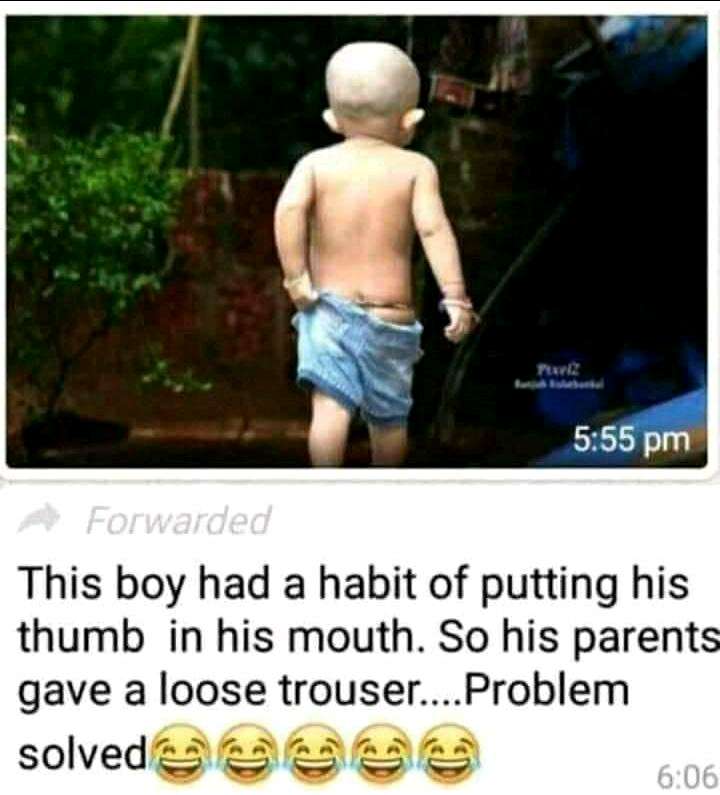 PixelZ
5:55 pm
Forwarded
This boy had a habit of putting his
thumb in his mouth. So his parents
gave a loose trouser....Problem
solved😂😂😂😂😂
6:06